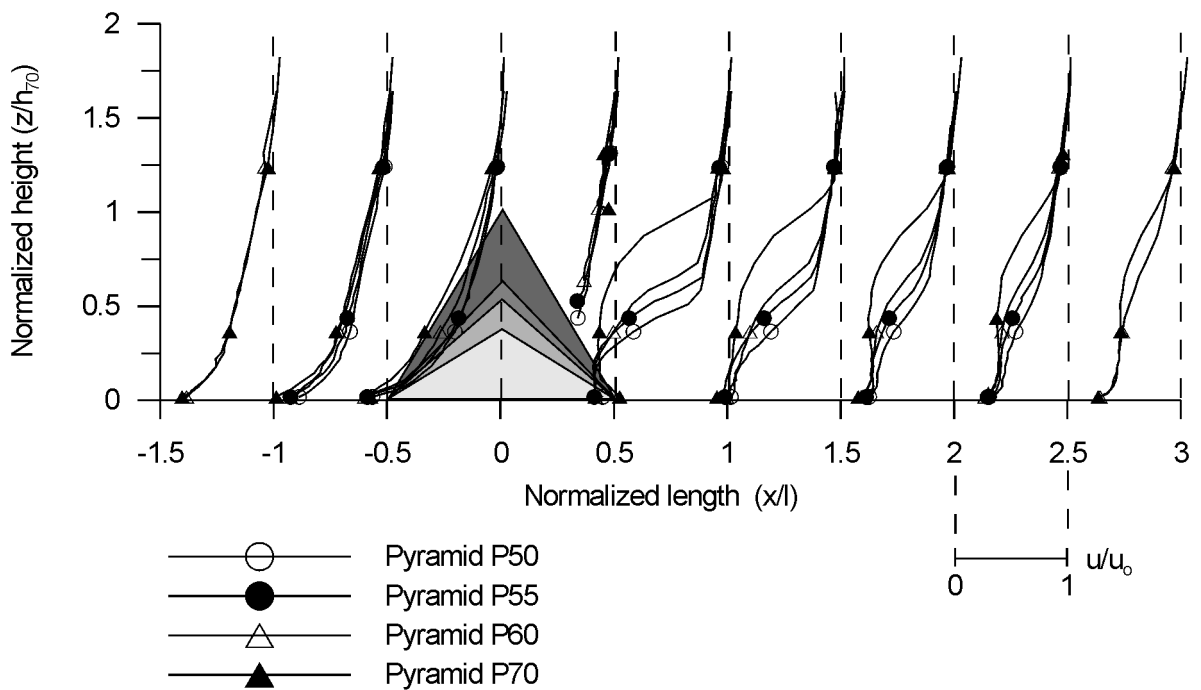 2
1.5
1
0.5
0
Normalized height (z/h70)
-1.5 -1 -0.5 0 0.5 1 1.5 2 2.5 3
Normalized length (x/l)
0 1 u/uo
Pyramid P50
Pyramid P55
Pyramid P60
Pyramid P70